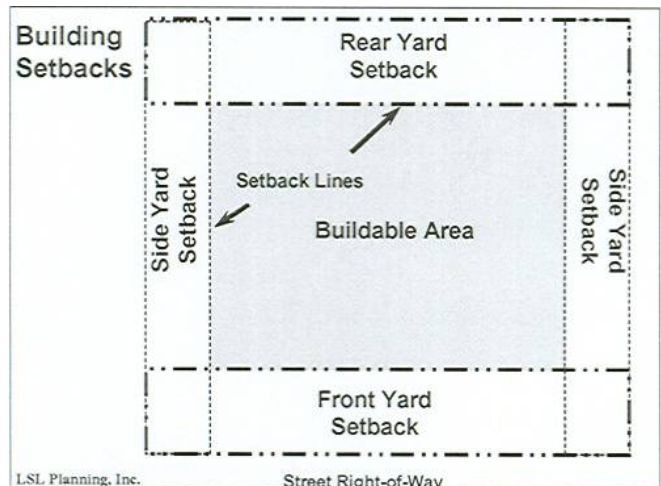 Building
Setbacks
Rear Yard
Setback
Setback Lines
Side Yard
Setback
Buildable Area
Side Yard
Setback
Front Yard
Setback
LSL Planning, Inc.
Street Right-of-Way